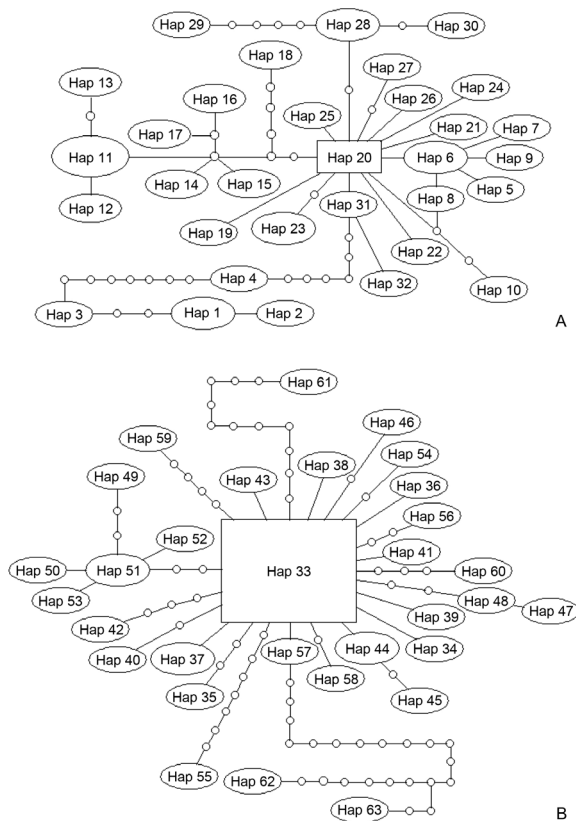 Hap 29
Hap 28
Hap 30
Hap 18
Hap 27
Hap 13
Hap 24
Hap 16
Hap 26
Hap 25
Hap 21
Hap 7
Hap 17
Hap 11
Hap 20
Hap 6
Hap 9
Hap 14
Hap 15
Hap 5
Hap 8
Hap 12
Hap 31
Hap 19
Hap 23
Hap 22
Hap 4
Hap 32
Hap 10
Hap 3
Hap 1
Hap 2
A
Hap 61
Hap 46
Hap 59
Hap 54
Hap 38
Hap 43
Hap 49
Hap 36
Hap 56
Hap 52
Hap 41
Hap 50
Hap 51
Hap 33
Hap 60
Hap 53
Hap 48
Hap 47
Hap 42
Hap 39
Hap 40
Hap 37
Hap 57
Hap 44
Hap 34
Hap 58
Hap 35
Hap 45
Hap 55
Hap 62
Hap 63
B